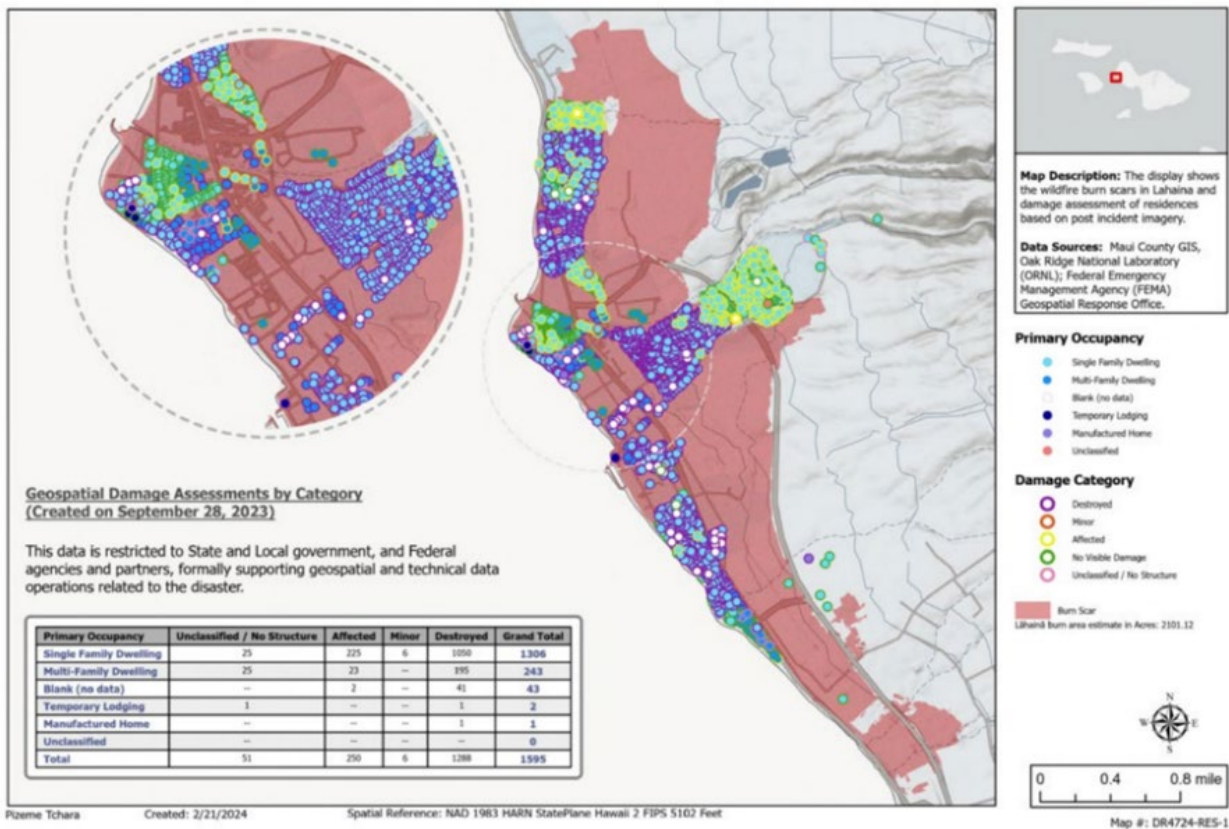 Geospatial Damage Assessments by Category
(Created on September 28, 2023)
This data is restricted to State and Local government, and Federal
agencies and partners, formally supporting geospatial and technical data
operations related to the disaster.
Primary Occupancy Unclassified / No Structure Affected Minor Destroyed Grand Total
Single Family Dwelling 25 225 6 1050 1306
Multi-Family Dwelling 25 23 -- 195 243
Blank (no data) -- 2 -- 41 43
Temporary Lodging 1 -- -- 1 2
Manufactured Home -- -- -- 1 1
Unclassified -- -- -- -- 0
Total 51 250 6 1288 1595
Pizeme Tchara
Created: 2/21/2024
Spatial Reference: NAD 1983 HARN StatePlane Hawaii 2 FIPS 5102 Feet
Map Description: The display shows
the wildfire burn scars in Lahaina and
damage assessment of residences
based on post incident imagery.
Data Sources: Maui County GIS,
Oak Ridge National Laboratory
(ORNL); Federal Emergency
Management Agency (FEMA)
Geospatial Response Office.
Primary Occupancy
Single Family Dwelling
Multi-Family Dwelling
Blank (no data)
Temporary Lodging
Manufactured Home
Unclassified
Damage Category
Destroyed
Minor
Affected
No Visible Damage
Unclassified / No Structure
Burn Scar
Lāhainā burn area estimate in Acres: 2101.12
N
W E
S
0 0.4 0.8 mile
Map #: DR4724-RES-1